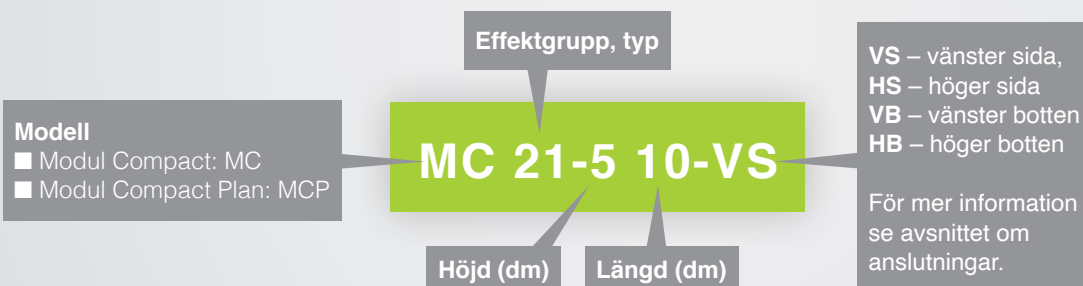 Effektgrupp, typ
Modell
■ Modul Compact: MC
■ Modul Compact Plan: MCP
MC 21-5 10-VS
Höjd (dm)
Längd (dm)
VS – vänster sida,
HS – höger sida
VB – vänster botten
HB – höger botten
För mer information
se avsnittet om
anslutningar.